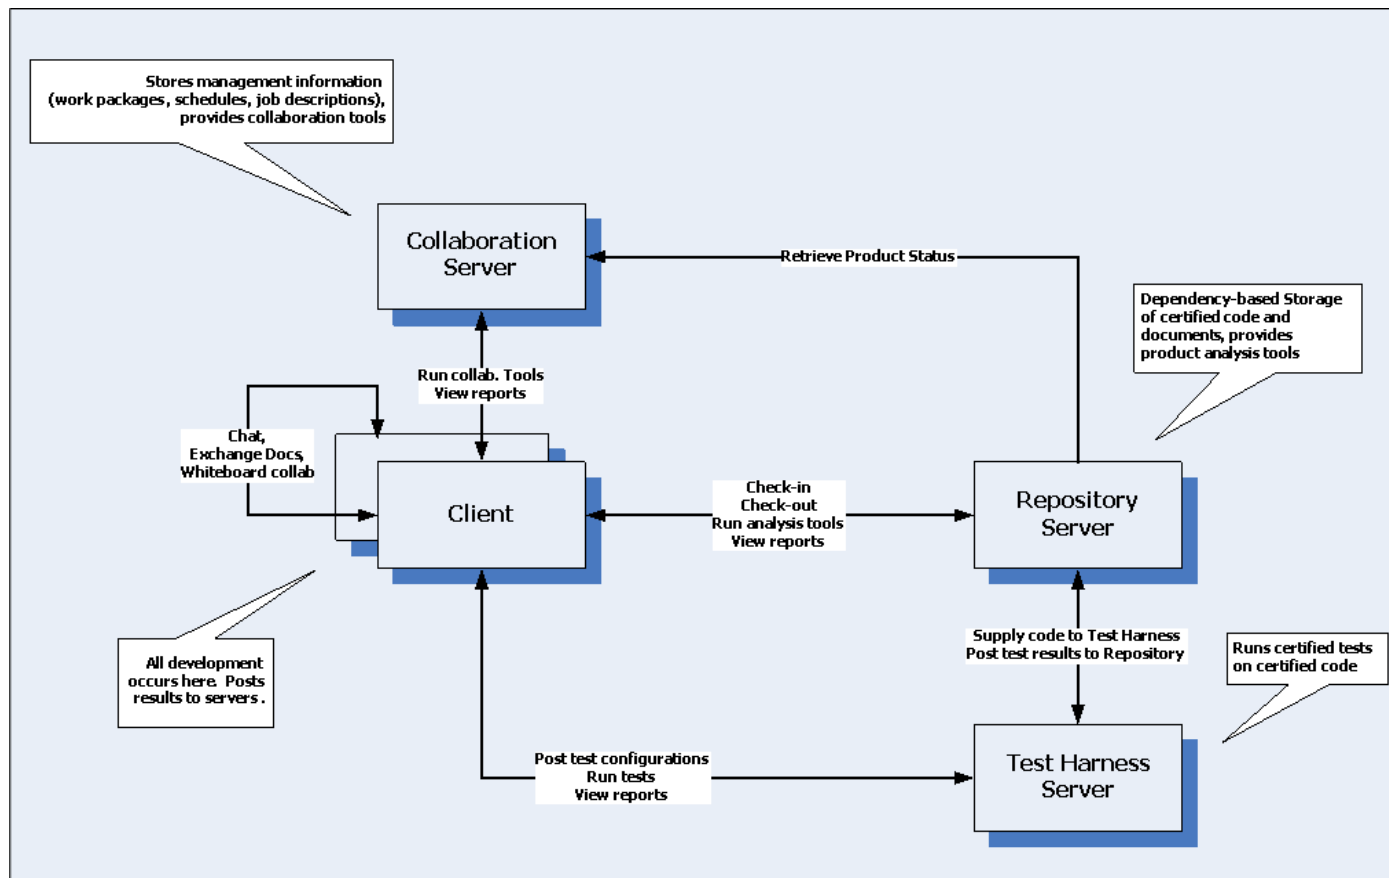 Stores management information
(work packages, schedules, job descriptions),
provides collaboration tools
Collaboration
Server
Retrieve Product Status
Dependency-based Storage
of certified code and
documents, provides
product analysis tools
Run collab. Tools
View reports
Chat,
Exchange Docs,
Whiteboard collab
Client
Check-in
Check-out
Run analysis tools
View reports
Repository
Server
All development
occurs here. Posts
results to servers .
Supply code to Test Harness
Post test results to Repository
Runs certified tests
on certified code
Post test configurations
Run tests
View reports
Test Harness
Server